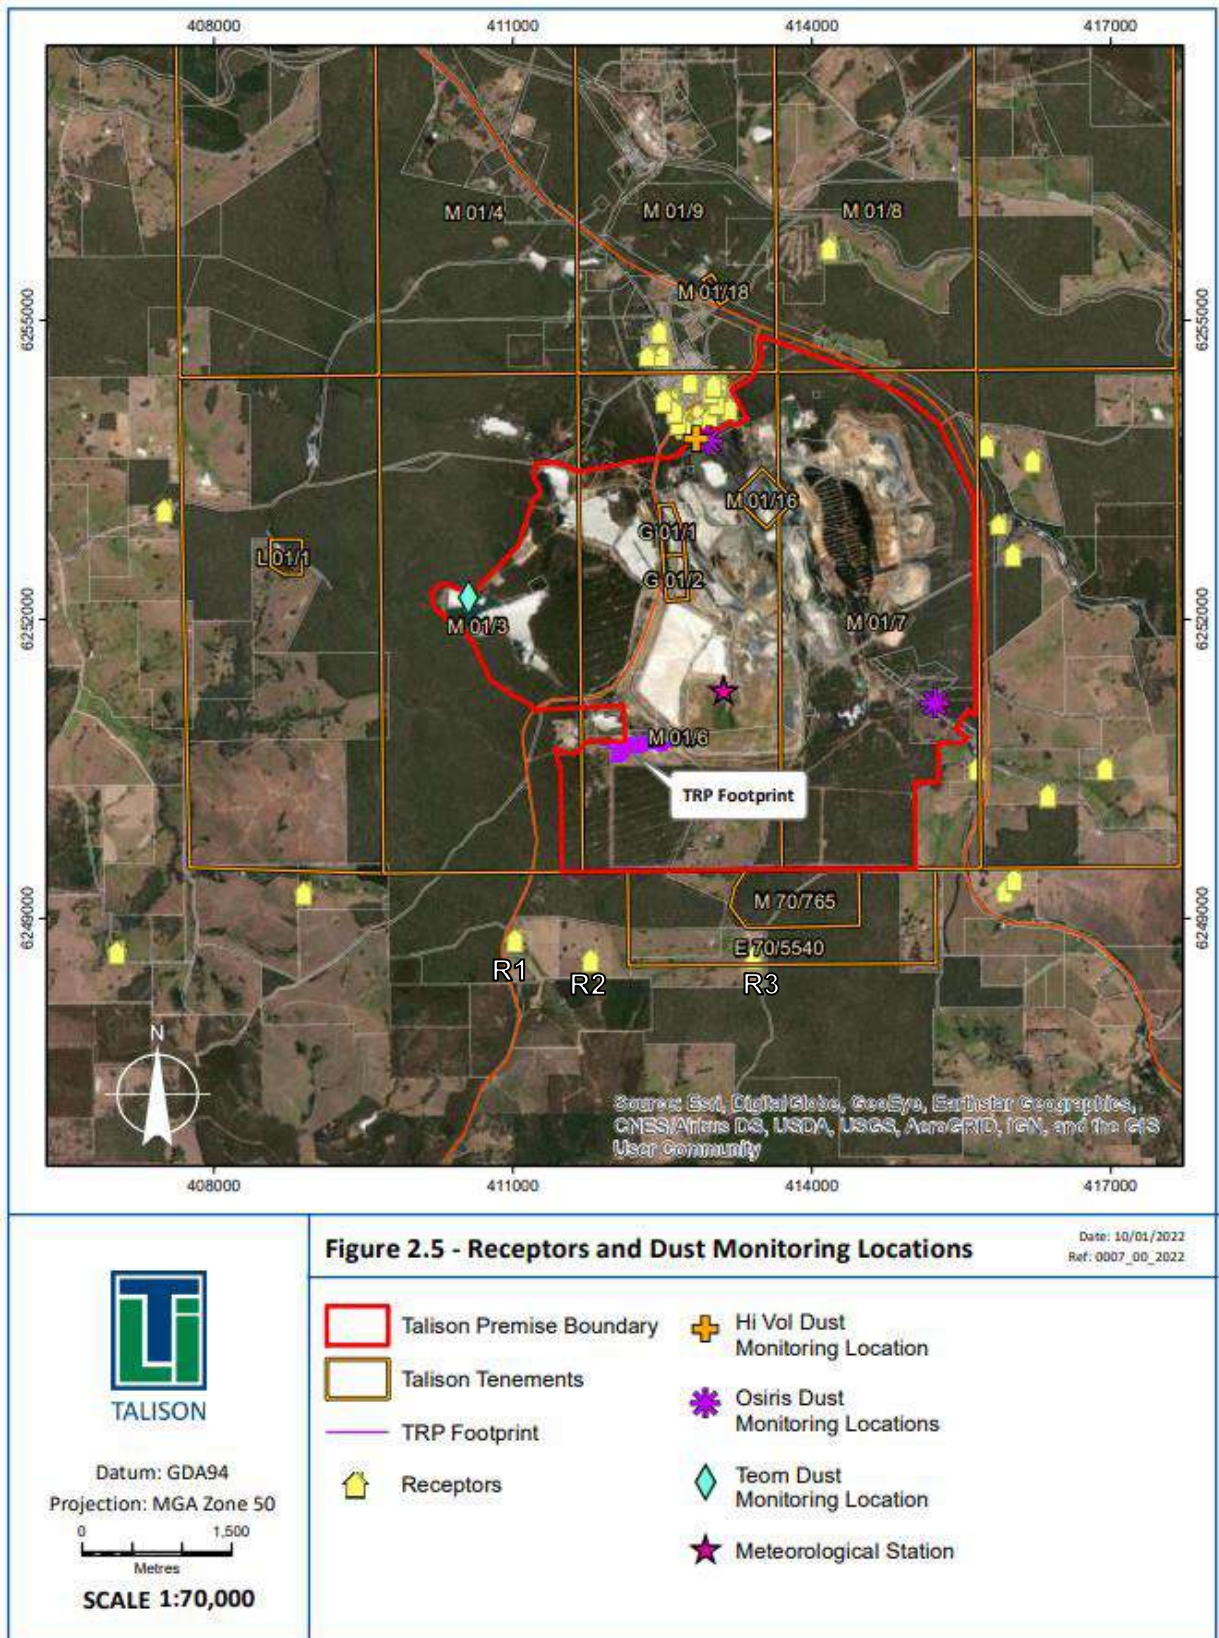 408000
411000
414000
417000
M 01/4
M 01/9
M 01/8
M 01/18
6255000
6255000
M 01/16
G 01/1
L 01/1
G 01/2
6252000
6252000
M 01/3
M 01/7
M 01/6
TRP Footprint
M 70/765
6249000
6249000
E 70/5540
R1
R2
R3
N
Source: Esri, DigitalGlobe, GeoEye, Earthstar Geographics,
CNES/Airbus DS, USDA, USGS, AeroGRID, IGN, and the GIS
User Community
408000
411000
414000
417000
Figure 2.5 - Receptors and Dust Monitoring Locations
Date: 10/01/2022
Ref: 0007_00_2022
TLi
TALISON
Datum: GDA94
Projection: MGA Zone 50
0 1,500
Metres
SCALE 1:70,000
Talison Premise Boundary
Talison Tenements
TRP Footprint
Receptors
Hi Vol Dust
Monitoring Location
Osiris Dust
Monitoring Locations
Teom Dust
Monitoring Location
Meteorological Station